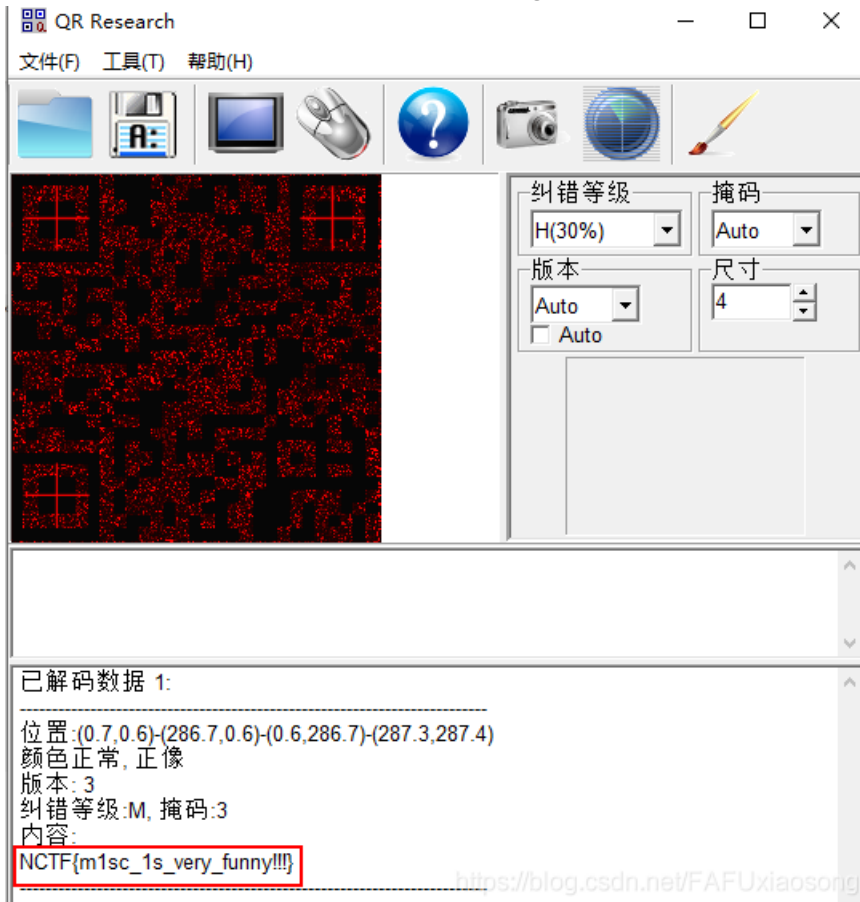 QR Research
文件(F) 工具(T) 帮助(H)
A:
纠错等级
掩码
H(30%)
Auto
版本
尺寸
Auto
4
Auto
已解码数据 1:
位置:(0.7,0.6)-(286.7,0.6)-(0.6,286.7)-(287.3,287.4)
颜色正常, 正像
版本: 3
纠错等级:M, 掩码:3
内容:
NCTF{m1sc_1s_very_funny!!!}
https://blog.csdn.net/FAFUxiaosong